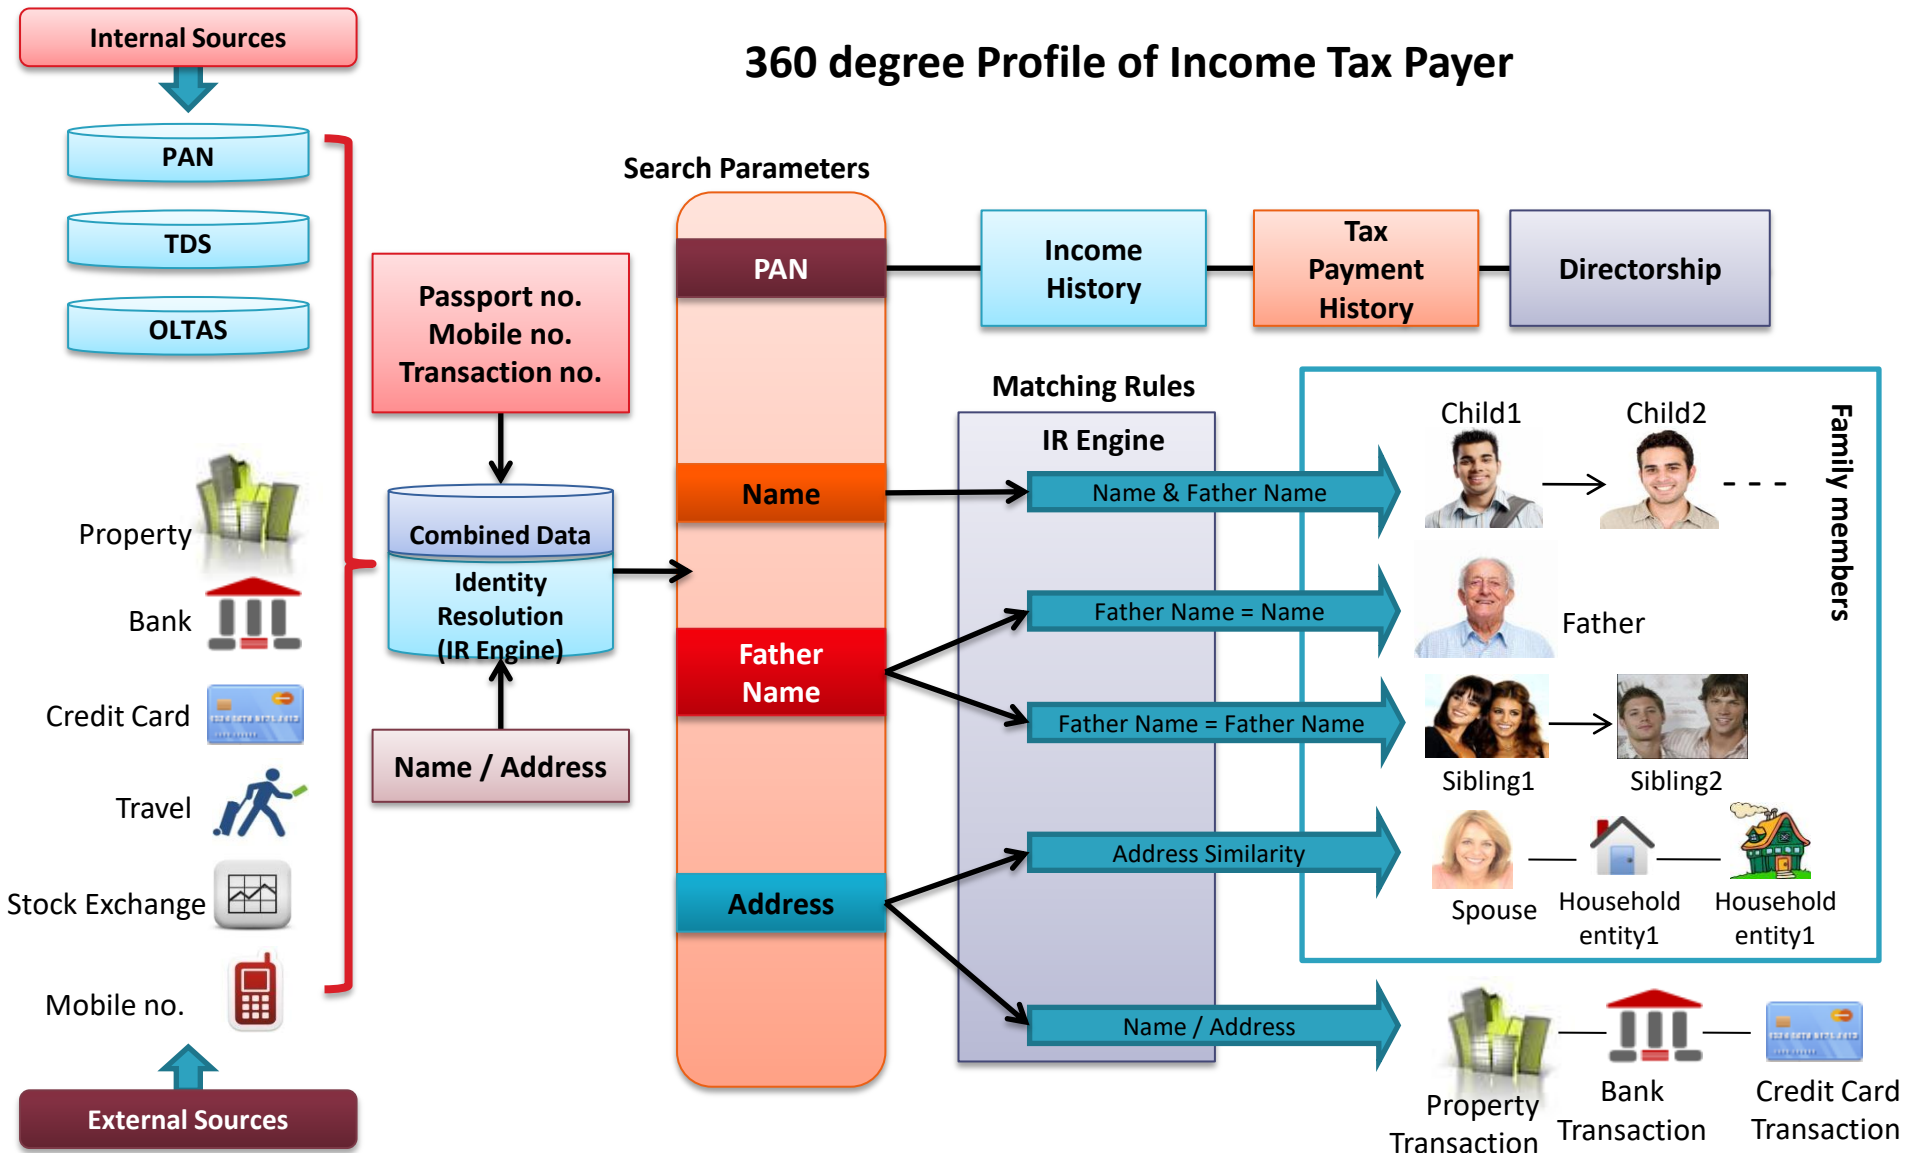 Internal Sources
360 degree Profile of Income Tax Payer
PAN
TDS
OLTAS
Property
Bank
Credit Card
Travel
Stock Exchange
Mobile no.
External Sources
Passport no.
Mobile no.
Transaction no.
Combined Data
Identity
Resolution
(IR Engine)
Name / Address
Search Parameters
PAN
Name
Father
Name
Address
Income
History
Tax
Payment
History
Directorship
Matching Rules
IR Engine
Name & Father Name
Father Name = Name
Father Name = Father Name
Address Similarity
Name / Address
Family members
Child1
Child2
Father
Sibling1
Sibling2
Spouse
Household
entity1
Household
entity1
Property
Transaction
Bank
Transaction
Credit Card
Transaction